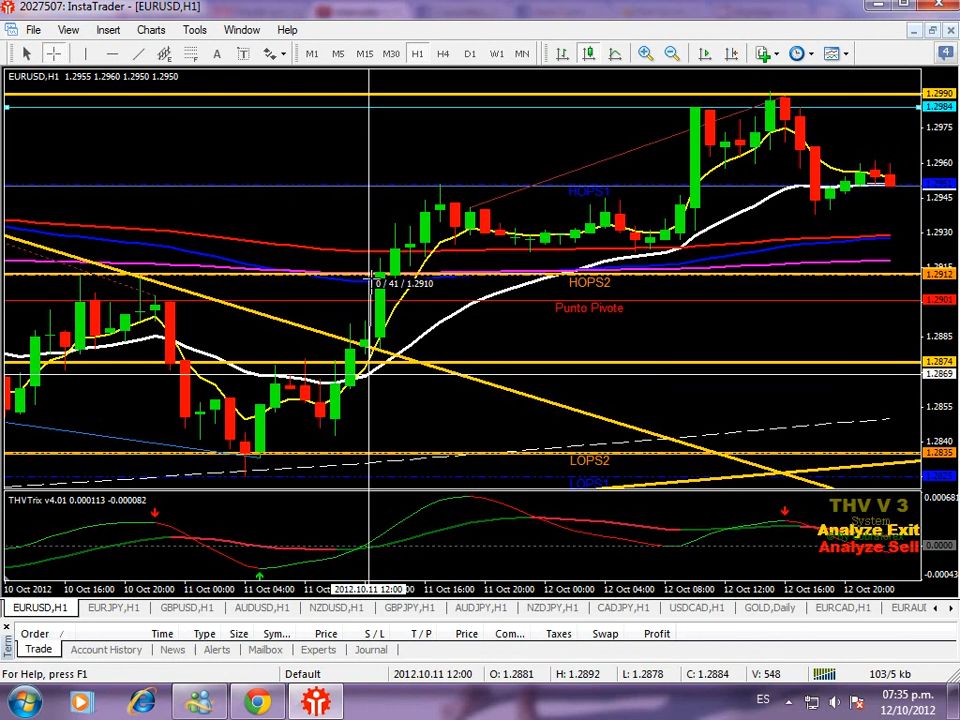 2027507: InstaTrader - [EURUSD,H1]
File View Insert Charts Tools Window Help
A T M1 M5 M15 M30 H1 H4 D1 W1 MN 4
EURUSD,H1 1.2955 1.2960 1.2950 1.2950
1.2990
1.2984
1.2975
1.2960
HOPS1
1.2945
1.2930
1.2912
HOPS2
0 / 41 / 1.2910
1.2901
Punto Pivote
1.2885
1.2874
1.2869
1.2855
1.2840
1.2835
LOPS2
LOPS1
THVTrix v4.01 0.000113 -0.000082
0.000681
THV V 3
System
Analyze Exit
Analyze Sell
0.0000
-0.00043
10 Oct 2012 10 Oct 16:00 10 Oct 20:00 11 Oct 00:00 11 Oct 04:00 2012.10.11 12:00 11 Oct 16:00 11 Oct 20:00 12 Oct 00:00 12 Oct 04:00 12 Oct 08:00 12 Oct 12:00 12 Oct 16:00 12 Oct 20:00
EURUSD,H1 EURJPY,H1 GBPUSD,H1 AUDUSD,H1 NZDUSD,H1 GBPJPY,H1 AUDJPY,H1 NZDJPY,H1 CADJPY,H1 USDCAD,H1 GOLD,Daily EURCAD,H1 EURAU
Order / Time Type Size Sym... Price S / L T / P Price Com... Taxes Swap Profit
Term
Trade Account History News Alerts Mailbox Experts Journal
For Help, press F1 Default 2012.10.11 12:00 O: 1.2881 H: 1.2892 L: 1.2878 C: 1.2884 V: 548 103/5 kb
ES 07:35 p.m.
12/10/2012